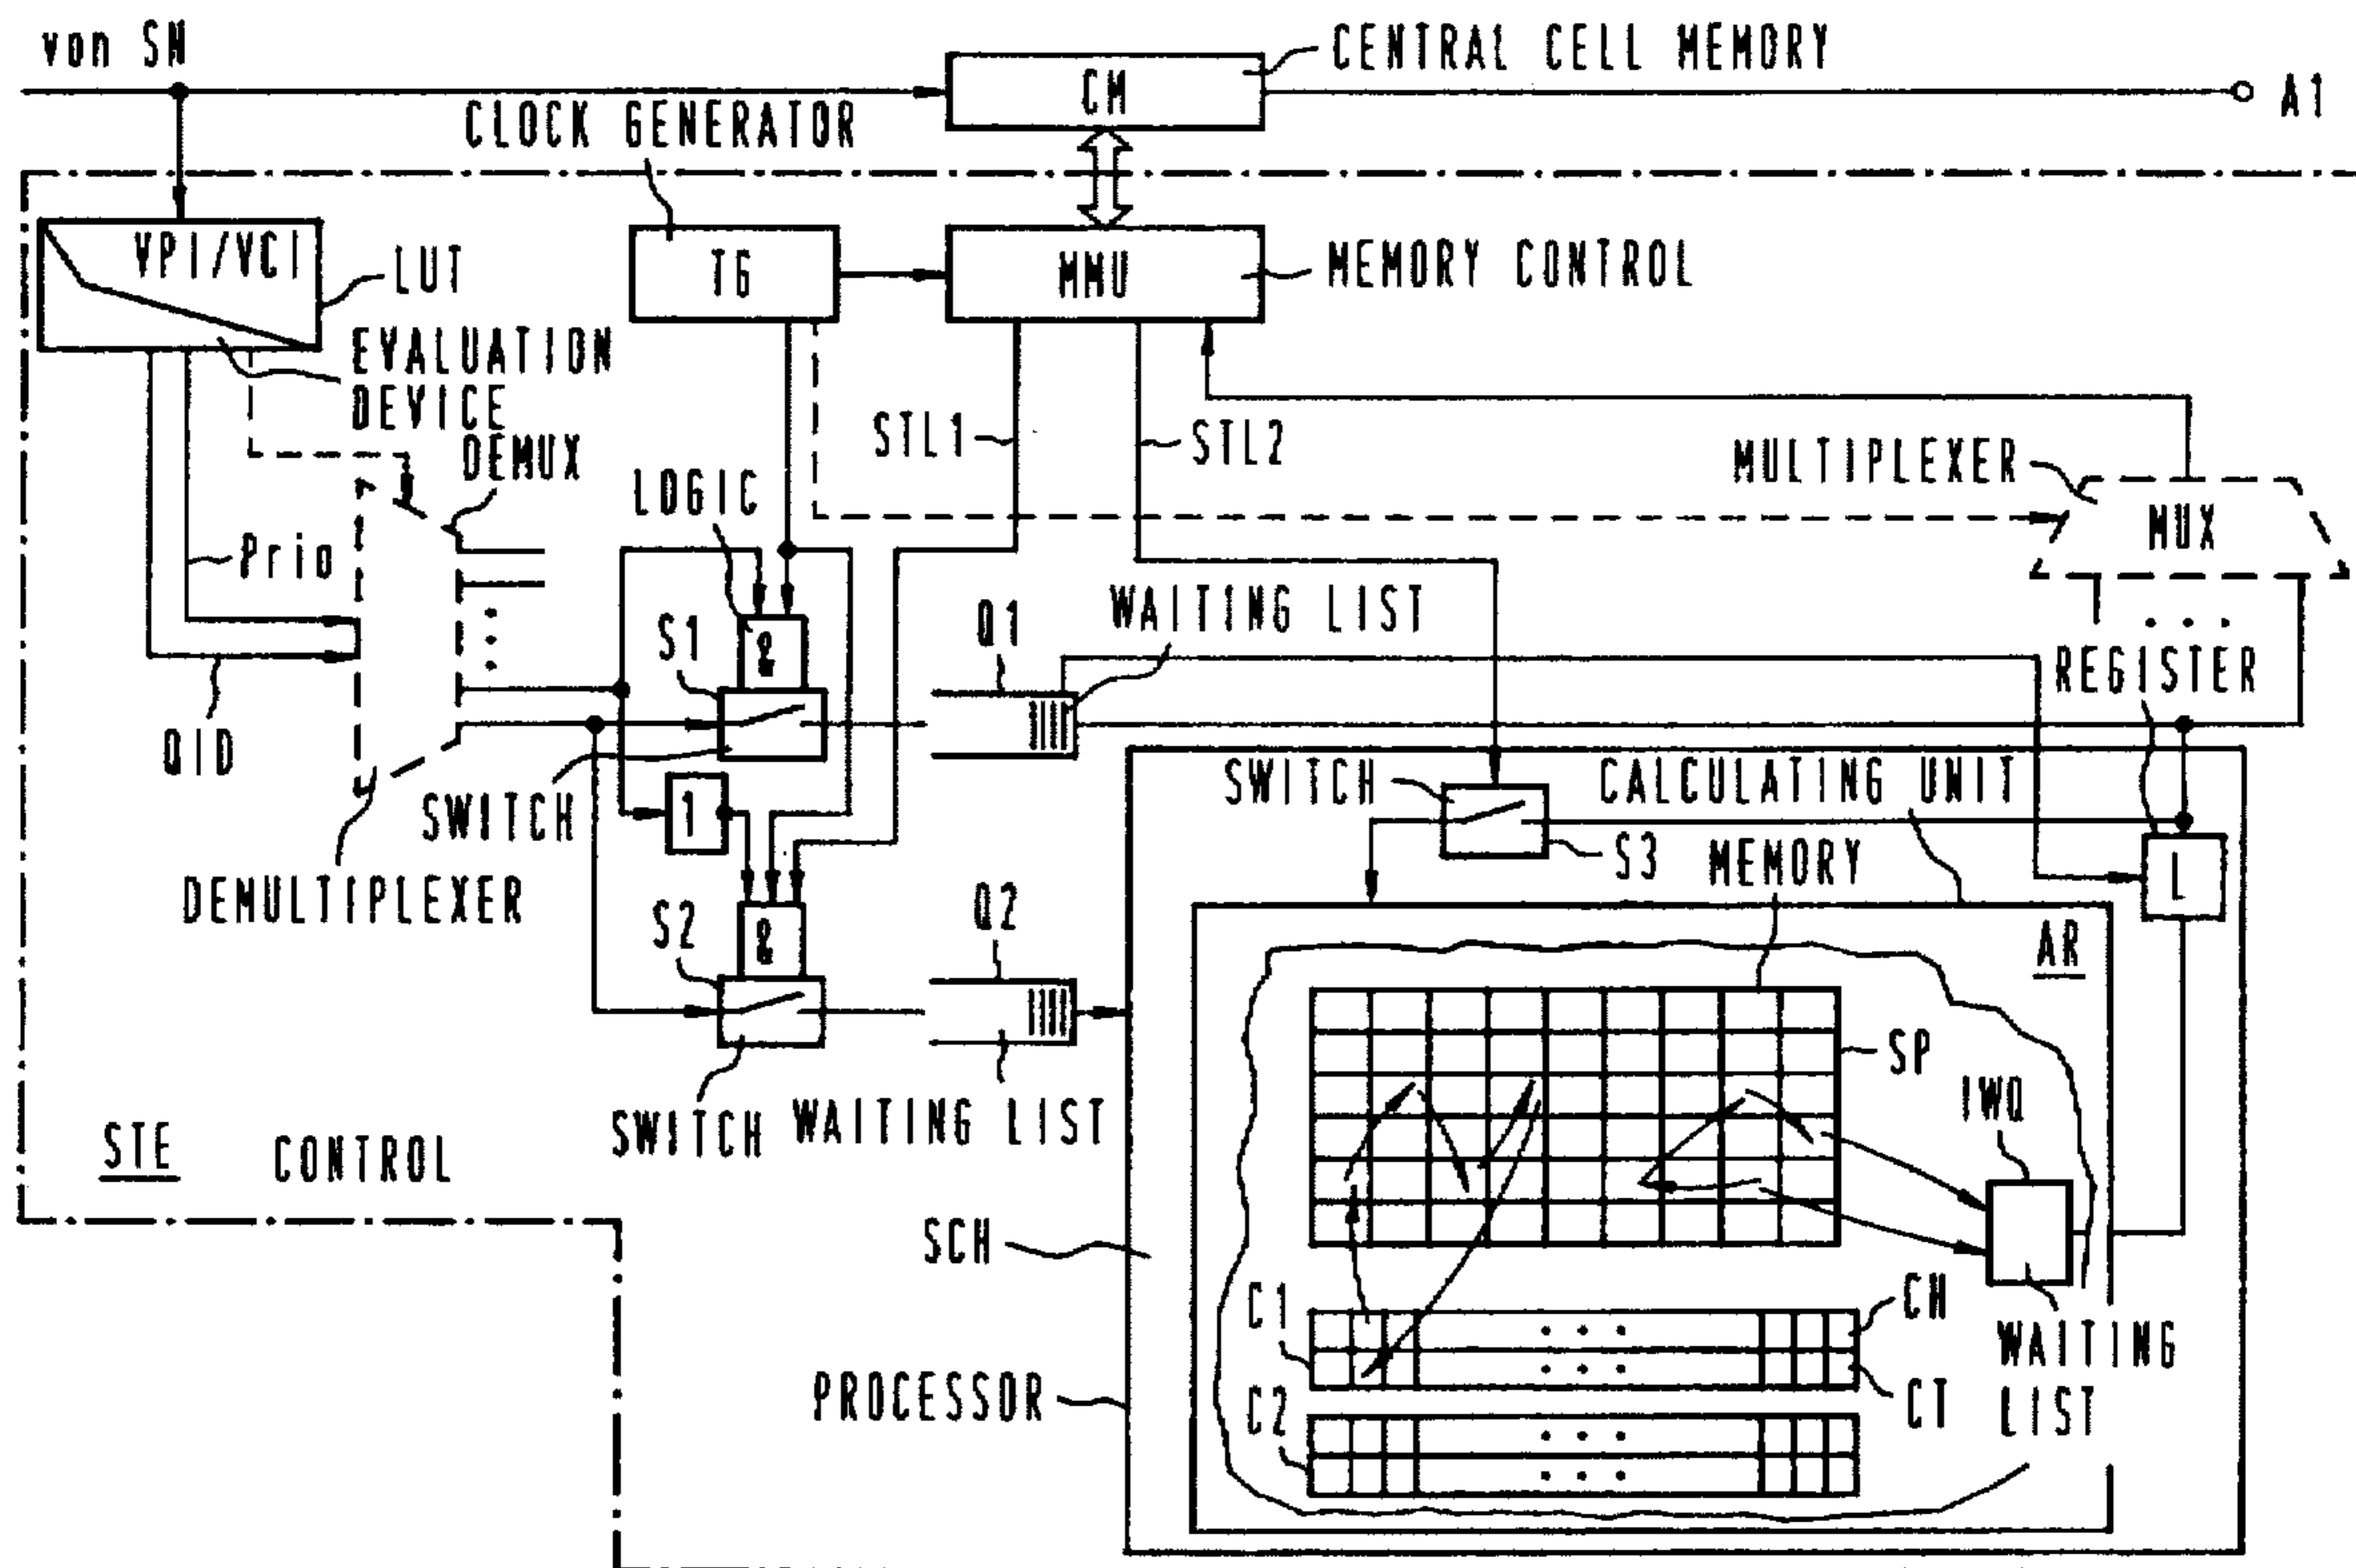 von SN
CENTRAL CELL MEMORY
CM
A1
CLOCK GENERATOR
VPI/VCI
LUT
TG
MMU
MEMORY CONTROL
EVALUATION
DEVICE
DEMUX
STL1
STL2
MULTIPLEXER
MUX
LOGIC
Prio
S1
&
Q1
WAITING LIST
REGISTER
QID
SWITCH
1
SWITCH
CALCULATING UNIT
S3
MEMORY
L
DEMULTIPLEXER
S2
&
Q2
AR
SP
IWQ
SWITCH
WAITING LIST
STE
CONTROL
SCH
C1
CH
WAITING
LIST
PROCESSOR
C2
CT